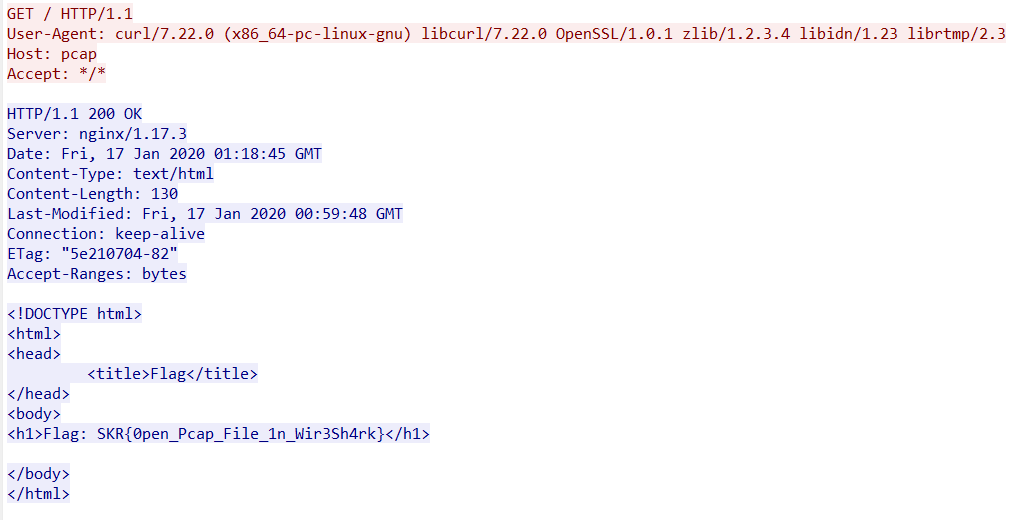 GET / HTTP/1.1
User-Agent: curl/7.22.0 (x86_64-pc-linux-gnu) libcurl/7.22.0 OpenSSL/1.0.1 zlib/1.2.3.4 libidn/1.23 librtmp/2.3
Host: pcap
Accept: */*
HTTP/1.1 200 OK
Server: nginx/1.17.3
Date: Fri, 17 Jan 2020 01:18:45 GMT
Content-Type: text/html
Content-Length: 130
Last-Modified: Fri, 17 Jan 2020 00:59:48 GMT
Connection: keep-alive
ETag: "5e210704-82"
Accept-Ranges: bytes
<!DOCTYPE html>
<html>
<head>
<title>Flag</title>
</head>
<body>
<h1>Flag: SKR{0pen_Pcap_File_1n_Wir3Sh4rk}</h1>
</body>
</html>